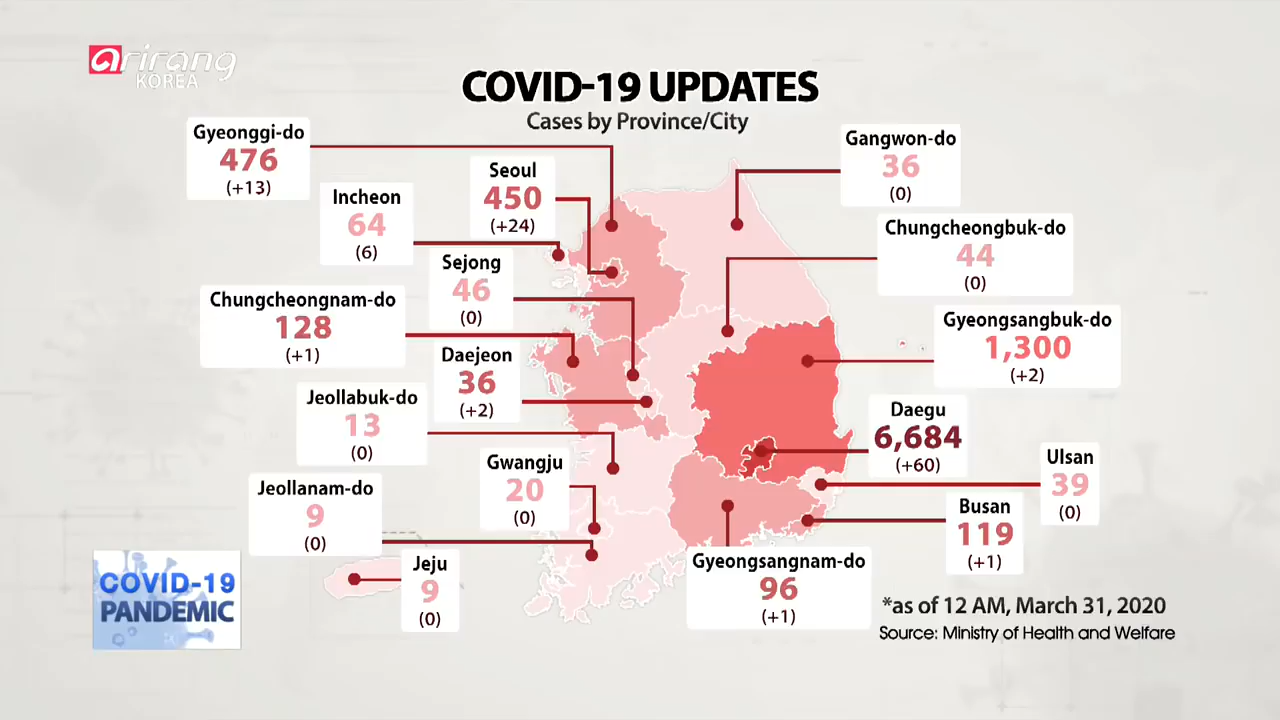 arirang
KOREA
COVID-19 UPDATES
Cases by Province/City
Gyeonggi-do
476
(+13)
Seoul
450
(+24)
Incheon
64
(6)
Sejong
46
(0)
Chungcheongnam-do
128
(+1)
Daejeon
36
(+2)
Jeollabuk-do
13
(0)
Gwangju
20
(0)
Jeollanam-do
9
(0)
Jeju
9
(0)
Gangwon-do
36
(0)
Chungcheongbuk-do
44
(0)
Gyeongsangbuk-do
1,300
(+2)
Daegu
6,684
(+60)
Ulsan
39
(0)
Busan
119
(+1)
Gyeongsangnam-do
96
(+1)
COVID-19
PANDEMIC
*as of 12 AM, March 31, 2020
Source: Ministry of Health and Welfare